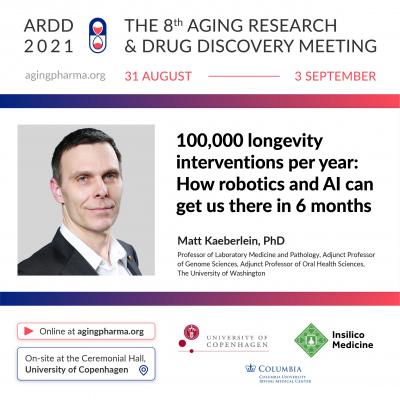 ARDD
2021
THE 8th AGING RESEARCH
& DRUG DISCOVERY MEETING
agingpharma.org
31 AUGUST
3 SEPTEMBER
100,000 longevity
interventions per year:
How robotics and AI can
get us there in 6 months
Matt Kaeberlein, PhD
Professor of Laboratory Medicine and Pathology, Adjunct Professor
of Genome Sciences, Adjunct Professor of Oral Health Sciences,
The University of Washington
Online at agingpharma.org
On-site at the Ceremonial Hall,
University of Copenhagen
UNIVERSITY OF
COPENHAGEN
Insilico
Medicine
COLUMBIA
COLUMBIA UNIVERSITY
IRVING MEDICAL CENTER